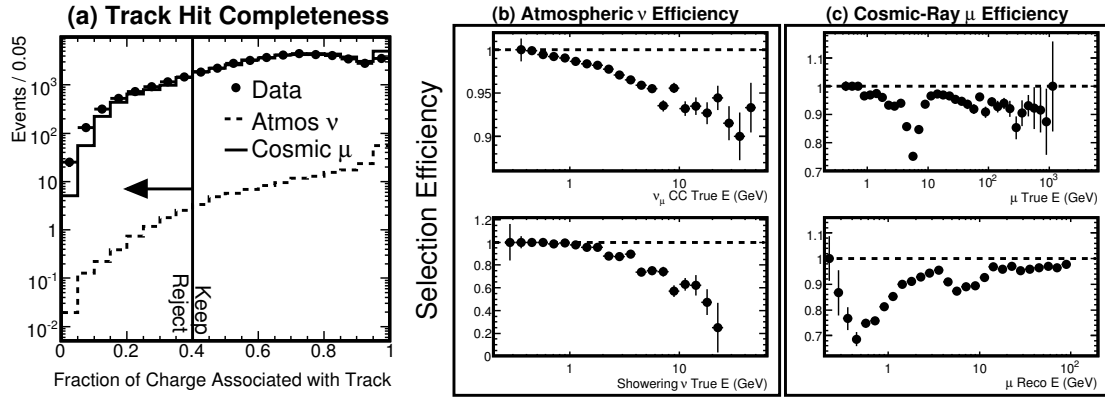 (a) Track Hit Completeness
Events / 0.05
10³
10²
10
1
10⁻¹
10⁻²
Data
Atmos ν
Cosmic μ
Reject
Keep
0 0.2 0.4 0.6 0.8 1
Fraction of Charge Associated with Track
Selection Efficiency
(b) Atmospheric ν Efficiency
1
0.95
0.9
1 10
ν_μ CC True E (GeV)
1.2
1
0.8
0.6
0.4
0.2
0
1 10
Showering ν True E (GeV)
(c) Cosmic-Ray μ Efficiency
1.1
1
0.9
0.8
0.7
1 10 10² 10³
μ True E (GeV)
1.1
1
0.9
0.8
0.7
0.6
1 10 10²
μ Reco E (GeV)